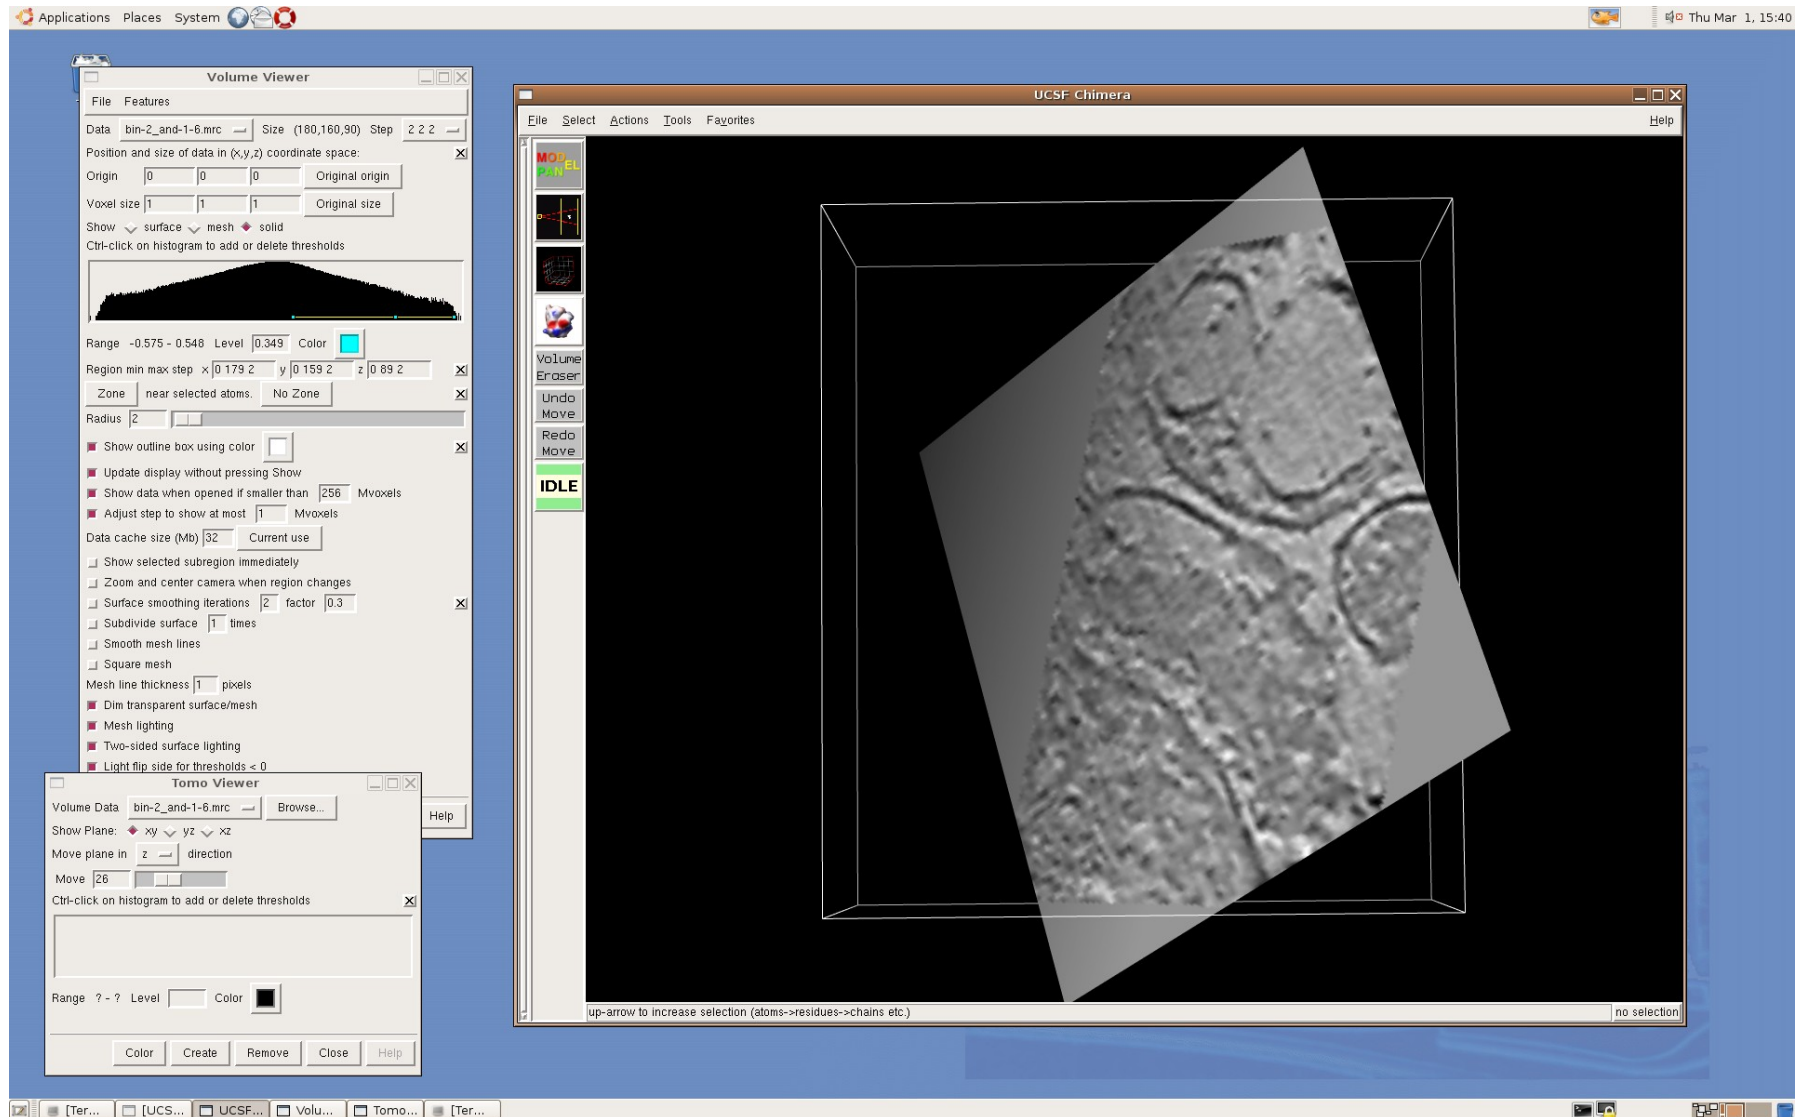 Applications Places System
Thu Mar 1, 15:40
Volume Viewer
File Features
Data bin-2_and-1-6.mrc Size (180,160,90) Step 2 2 2
Position and size of data in (x,y,z) coordinate space:
Origin 0 0 0 Original origin
Voxel size 1 1 1 Original size
Show surface mesh solid
Ctrl-click on histogram to add or delete thresholds
Range -0.575 - 0.548 Level 0.349 Color
Region min max step x 0 179 2 y 0 159 2 z 0 89 2
Zone near selected atoms. No Zone
Radius 2
Show outline box using color
Update display without pressing Show
Show data when opened if smaller than 256 Mvoxels
Adjust step to show at most 1 Mvoxels
Data cache size (Mb) 32 Current use
Show selected subregion immediately
Zoom and center camera when region changes
Surface smoothing iterations 2 factor 0.3
Subdivide surface 1 times
Smooth mesh lines
Square mesh
Mesh line thickness 1 pixels
Dim transparent surface/mesh
Mesh lighting
Two-sided surface lighting
Light flip side for thresholds < 0
Help
Tomo Viewer
Volume Data bin-2_and-1-6.mrc Browse...
Show Plane: xy yz xz
Move plane in z direction
Move 26
Ctrl-click on histogram to add or delete thresholds
Range ? - ? Level Color
Color Create Remove Close Help
UCSF Chimera
File Select Actions Tools Favorites Help
MODEL
PANEL
Volume
Eraser
Undo
Move
Redo
Move
IDLE
up-arrow to increase selection (atoms->residues->chains etc.)
no selection
[Ter... [UCS... UCSF... Volu... Tomo... [Ter...